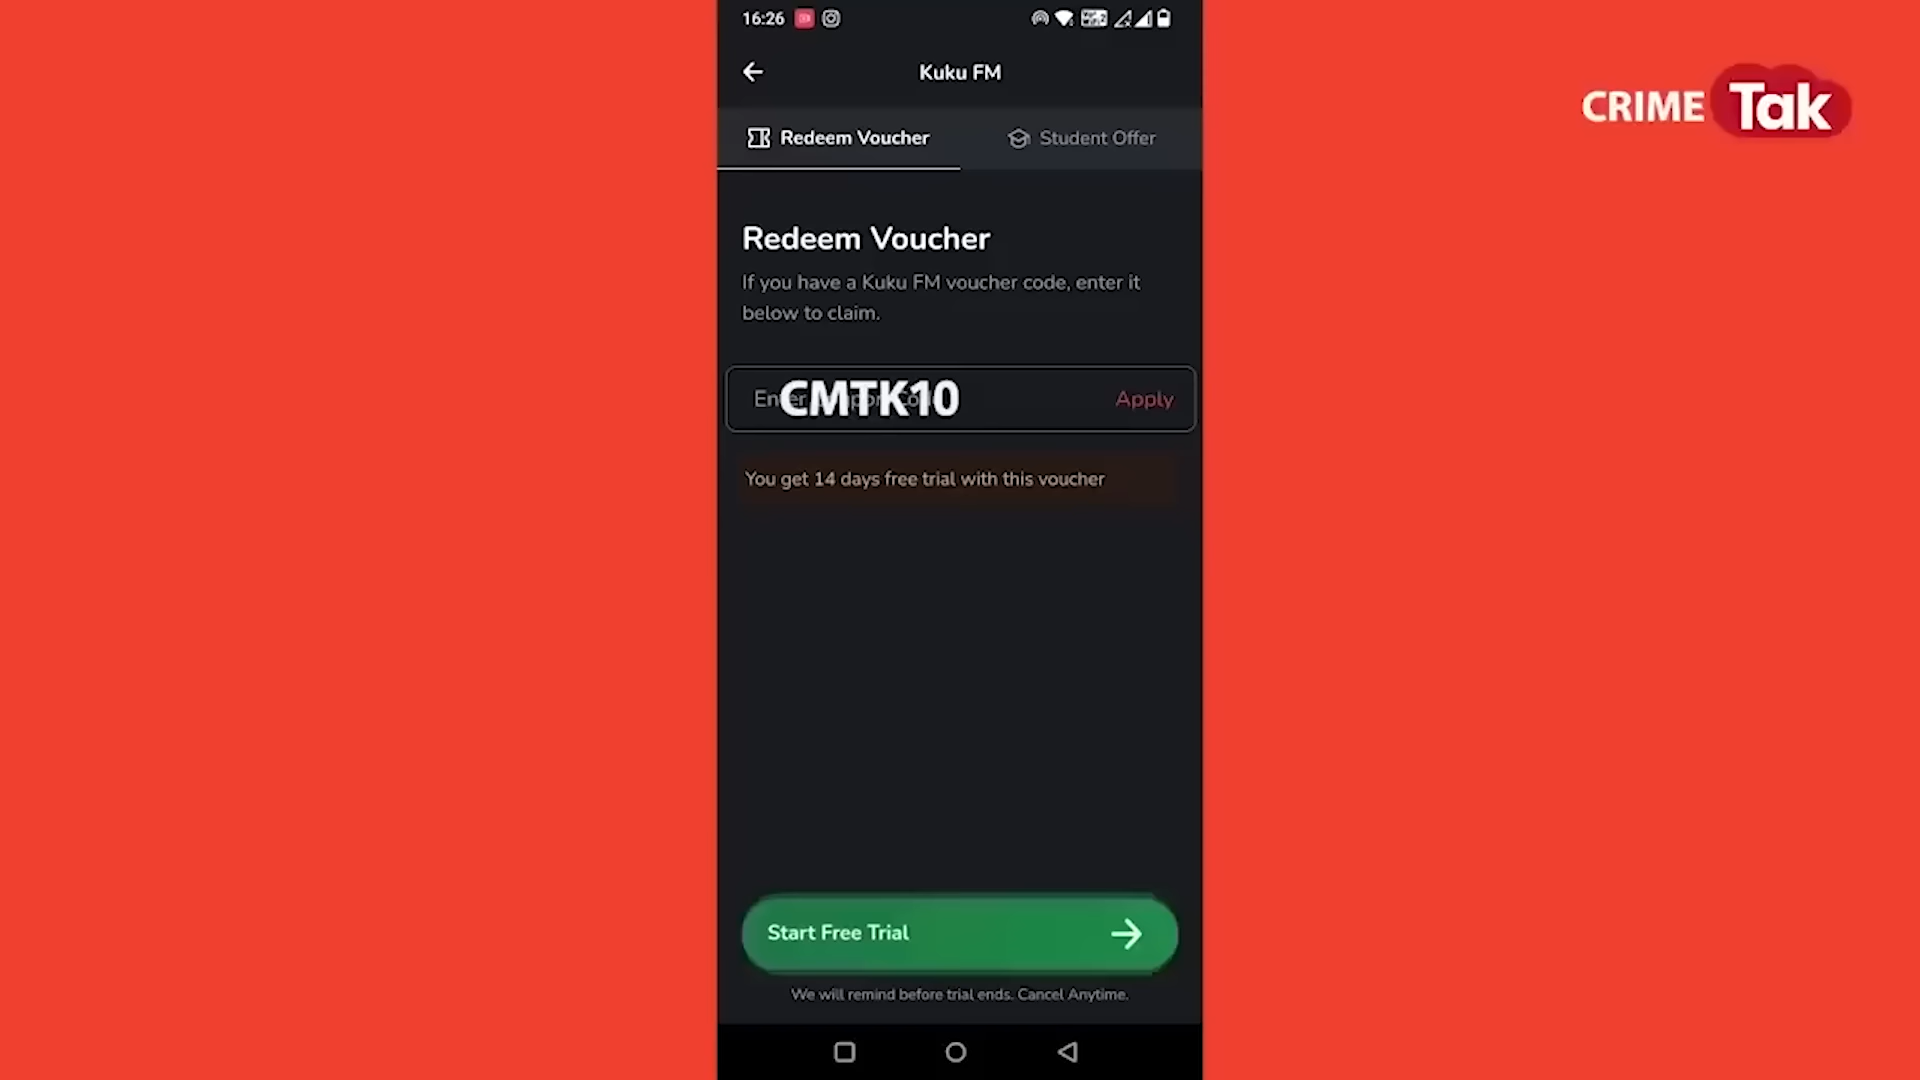 16:26
Kuku FM
CRIME Tak
Redeem Voucher
Student Offer
Redeem Voucher
If you have a Kuku FM voucher code, enter it
below to claim.
CMTK10
Apply
You get 14 days free trial with this voucher
Start Free Trial
We will remind before trial ends. Cancel Anytime.